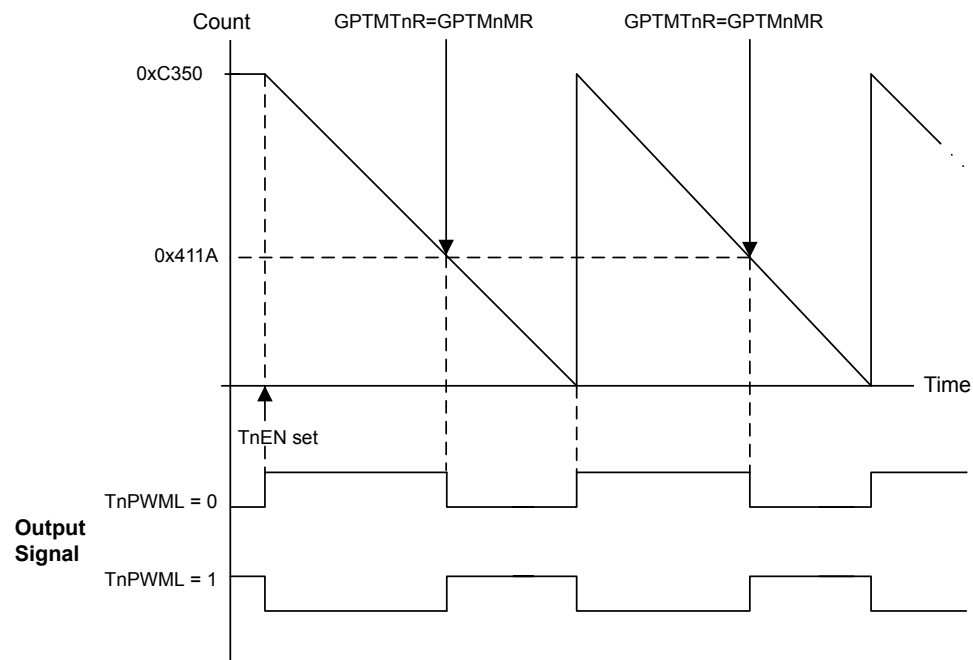 Count
GPTMTnR=GPTMnMR
GPTMTnR=GPTMnMR
0xC350
0x411A
Time
TnEN set
TnPWML = 0
Output
Signal
TnPWML = 1